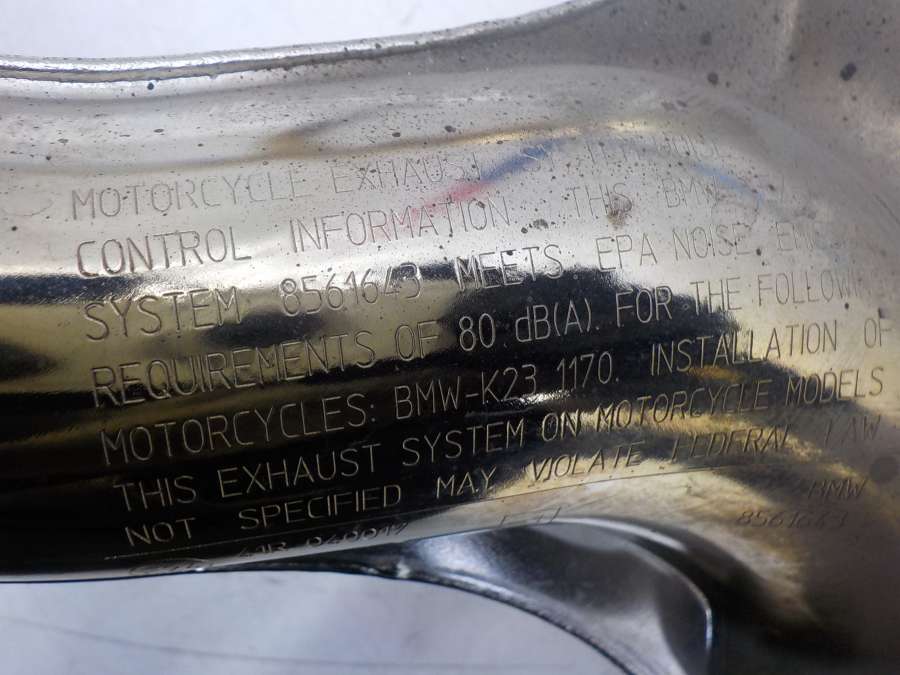 MOTORCYCLE EXHAUST
CONTROL INFORMATION. THIS BMW
SYSTEM 8561643 MEETS EPA NOISE
REQUIREMENTS OF 80 dB(A). FOR THE
MOTORCYCLES: BMW-K23 1170. INSTALLATION OF
THIS EXHAUST SYSTEM ON MOTORCYCLE MODELS
NOT SPECIFIED MAY VIOLATE FEDERAL LAW
BMW
8561643